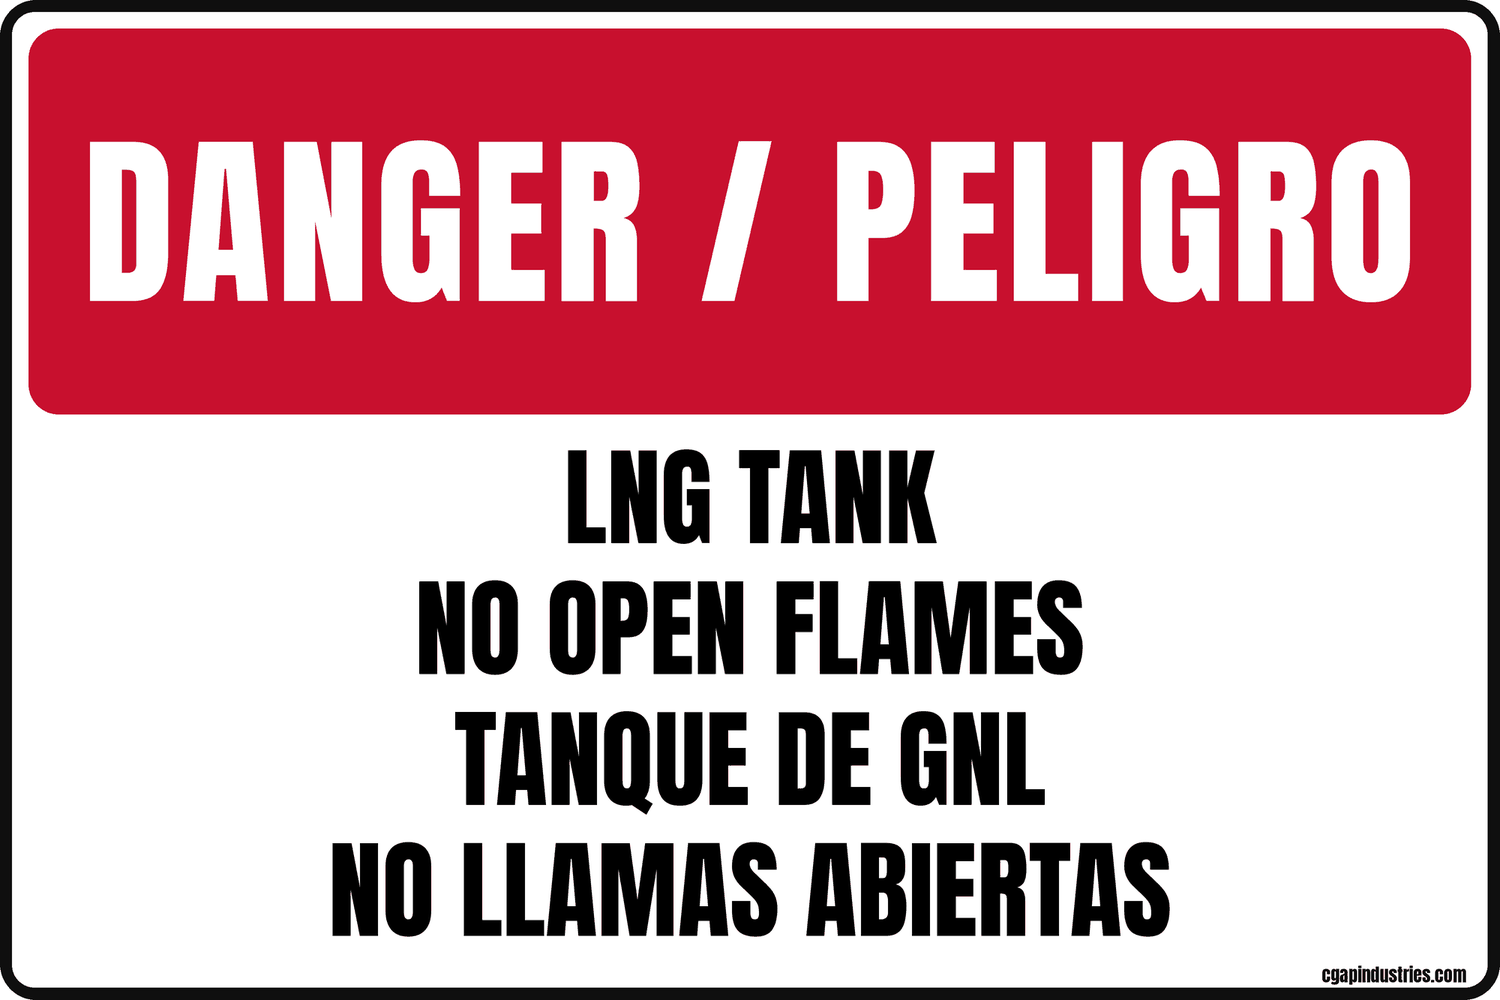 DANGER / PELIGRO
LNG TANK
NO OPEN FLAMES
TANQUE DE GNL
NO LLAMAS ABIERTAS
cgapindustries.com